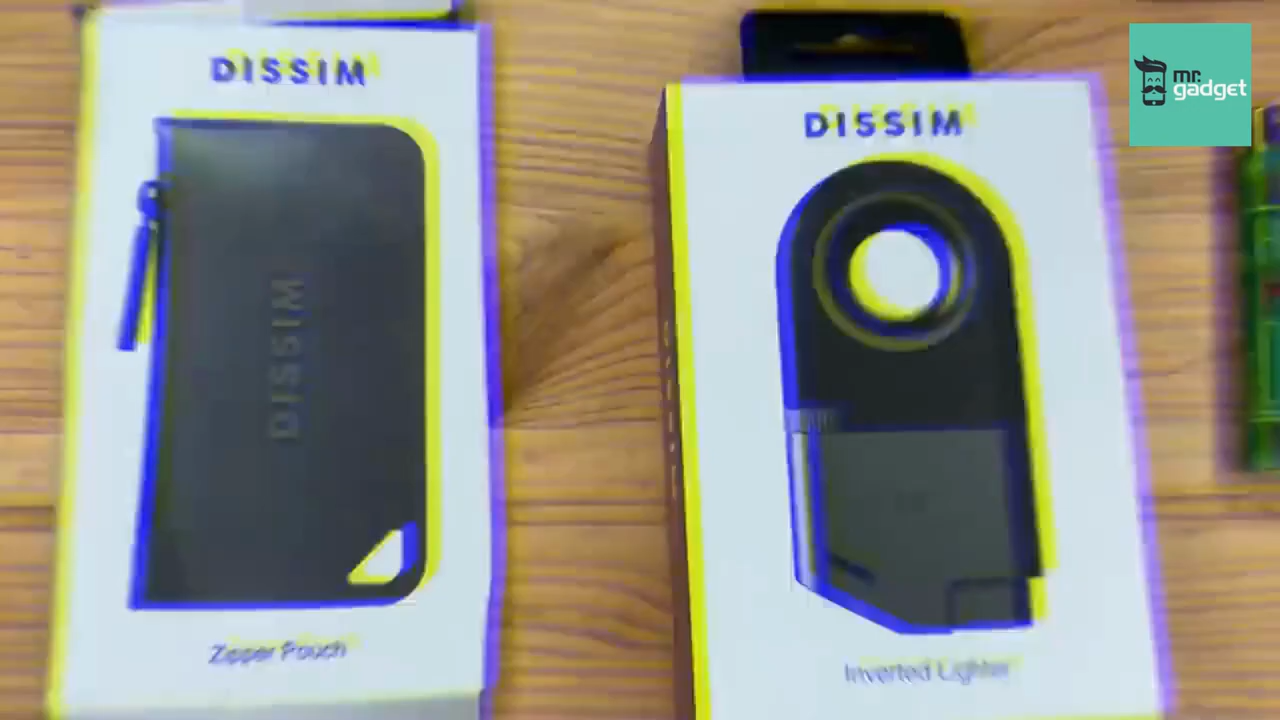 DISSIM
DISSIM
Zipper Pouch
DISSIM
Inverted Lighter
mr.
gadget